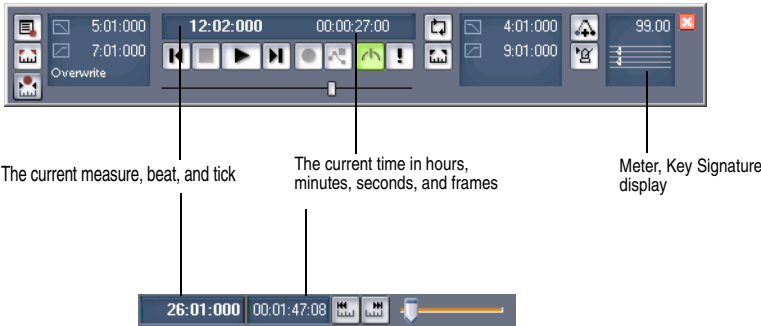 5:01:000
12:02:000
00:00:27:00
4:01:000
99.00
7:01:000
9:01:000
Overwrite
4
4
The current measure, beat, and tick
The current time in hours,
minutes, seconds, and frames
Meter, Key Signature
display
26:01:000
00:01:47:08